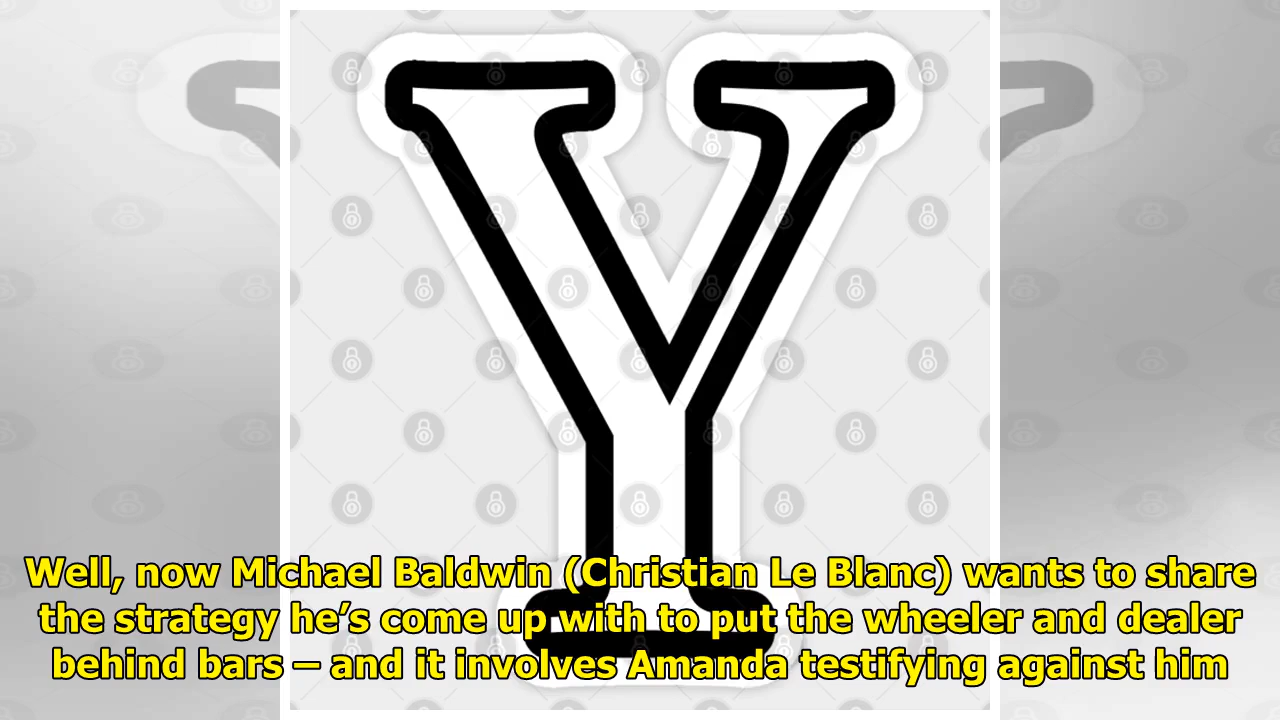 Y
Well, now Michael Baldwin (Christian Le Blanc) wants to share
the strategy he’s come up with to put the wheeler and dealer
behind bars – and it involves Amanda testifying against him